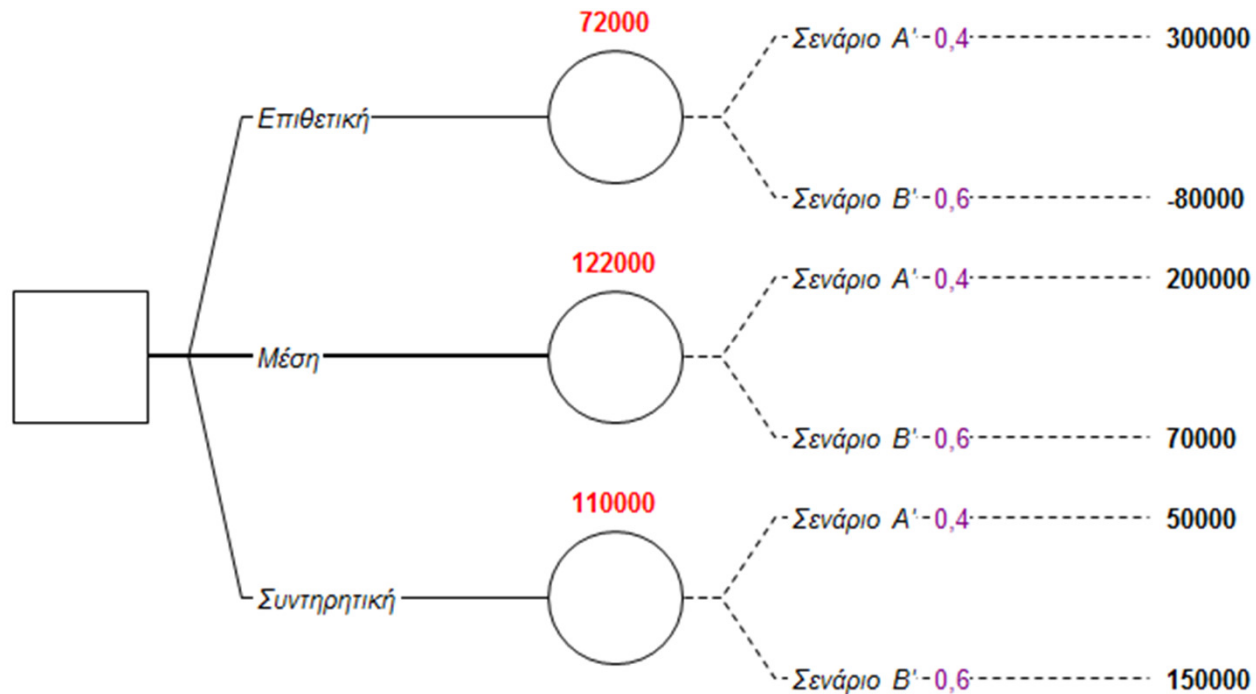 72000
Σενάριο Α' 0,4 300000
Επιθετική
Σενάριο Β' 0,6 -80000
122000
Σενάριο Α' 0,4 200000
Μέση
Σενάριο Β' 0,6 70000
110000
Σενάριο Α' 0,4 50000
Συντηρητική
Σενάριο Β' 0,6 150000